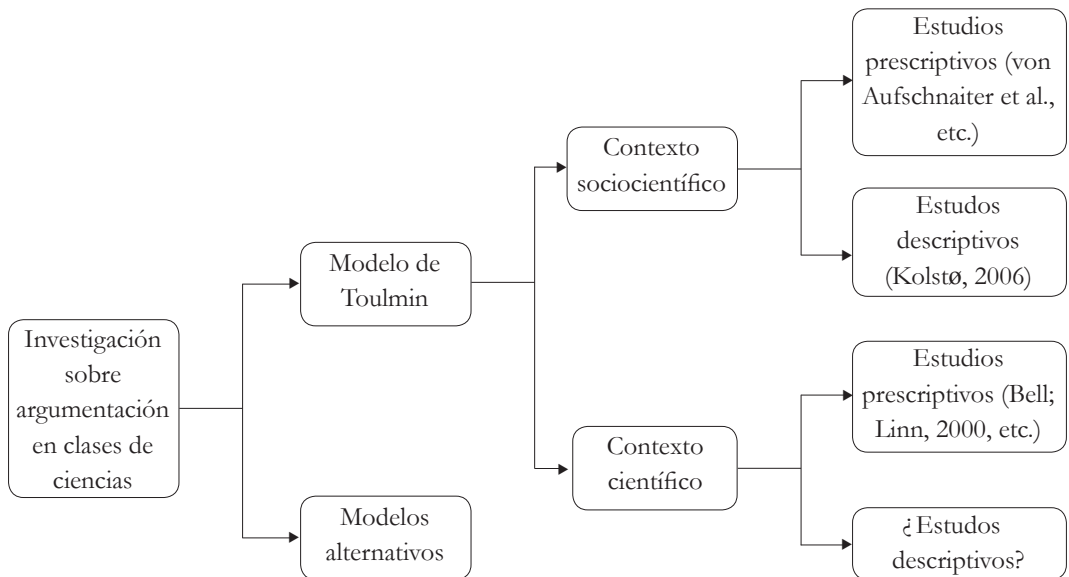 Investigación
sobre
argumentación
en clases de
ciencias
Modelo de
Toulmin
Modelos
alternativos
Contexto
sociocientífico
Contexto
científico
Estudios
prescriptivos (von
Aufschnaiter et al.,
etc.)
Estudos
descriptivos
(Kolstø, 2006)
Estudios
prescriptivos (Bell;
Linn, 2000, etc.)
¿Estudos
descriptivos?